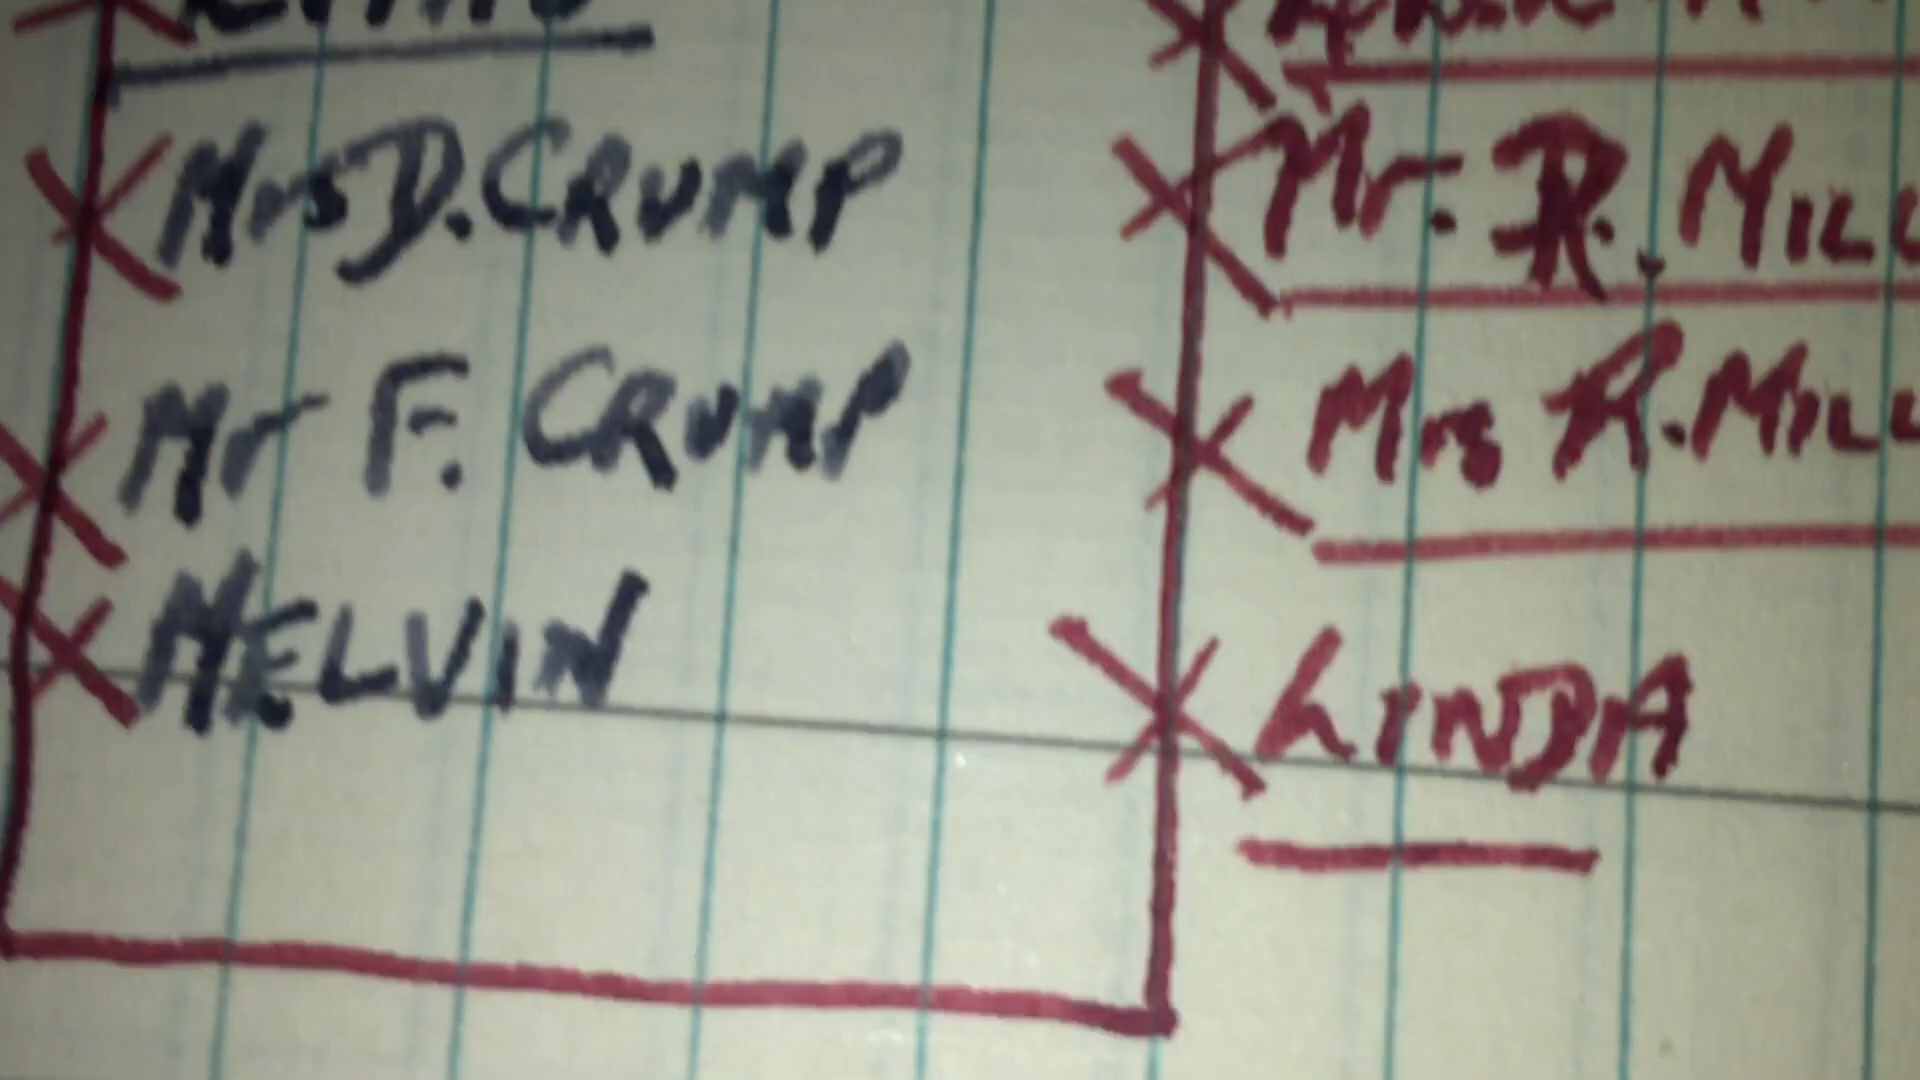 Mrs D. CRUMP
Mr F. CRUMP
MELVIN
Mr. R. MILL
Mrs R. MILL
LINDA